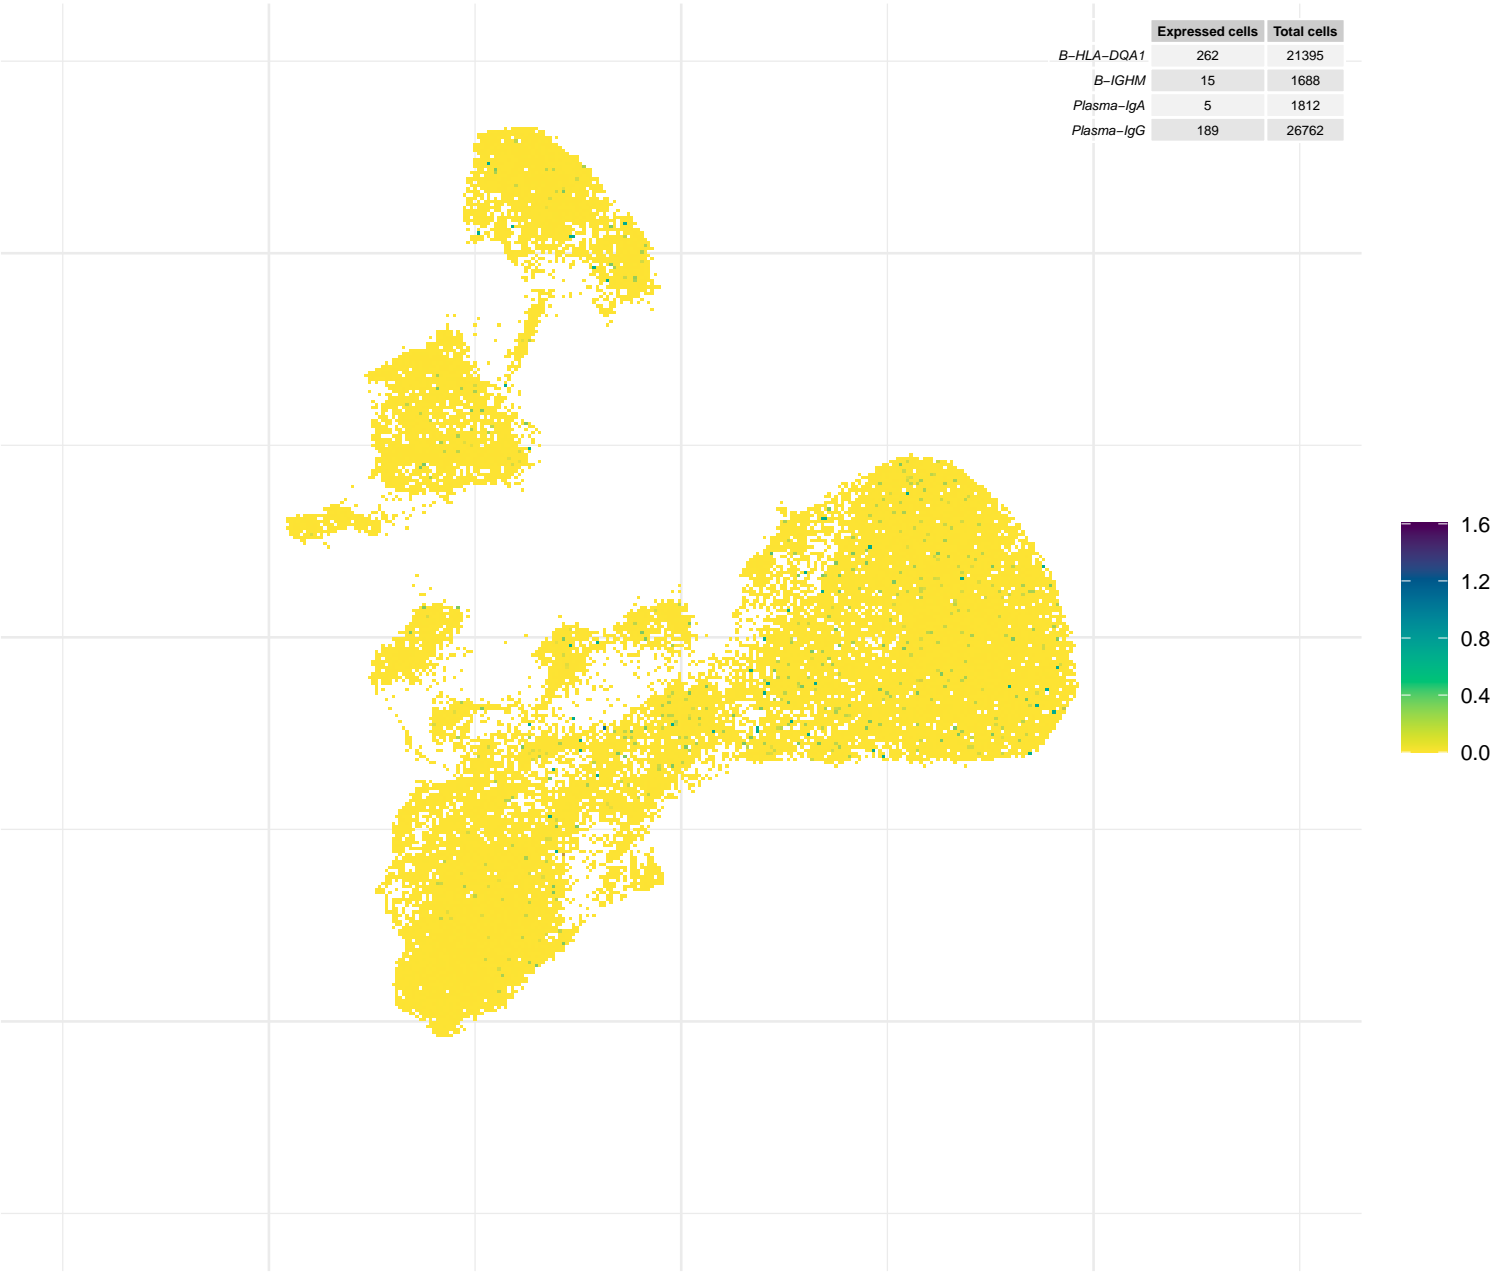 Expressed cells Total cells
B−HLA−DQA1 262 21395
B−IGHM 15 1688
Plasma−IgA 5 1812
Plasma−IgG 189 26762
1.6
1.2
0.8
0.4
0.0